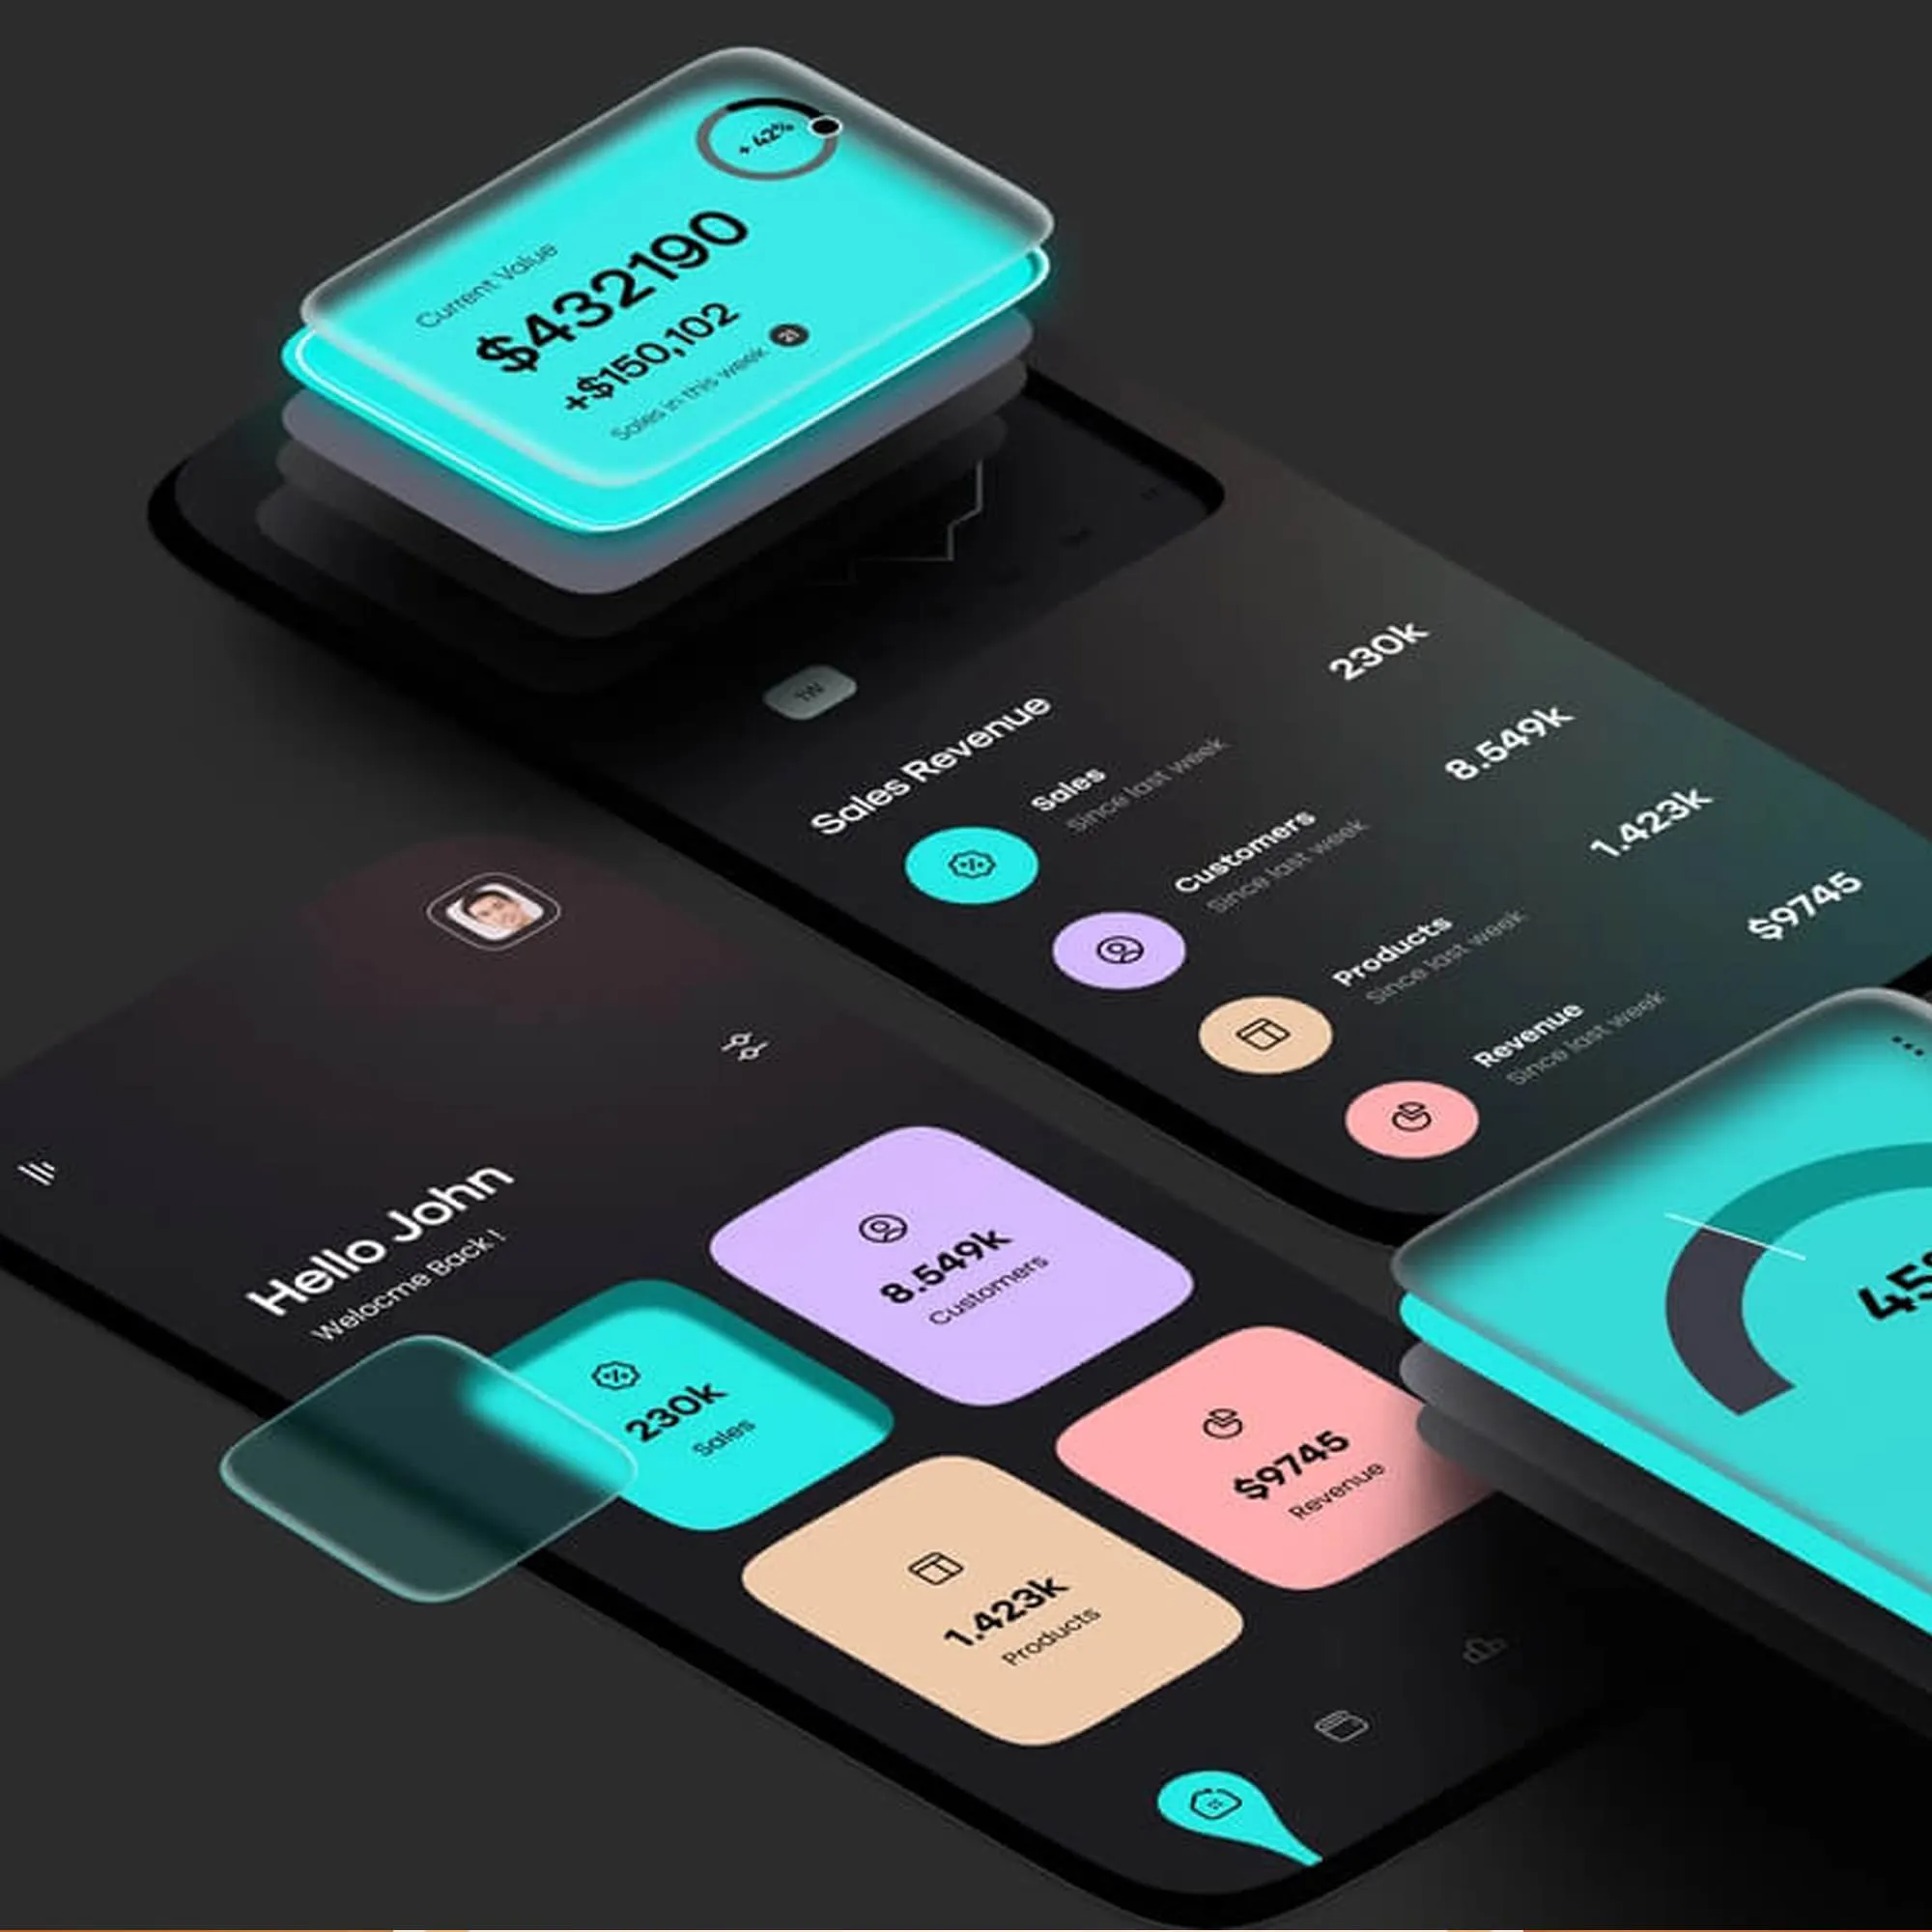 + 42%
Current Value
$432190
+$150,102
Sales in this week
21
1W
Sales Revenue
Sales
Since last week
230k
Customers
Since last week
8.549k
Products
Since last week
1.423k
Revenue
Since last week
$9745
Hello John
Welocme Back !
8.549k
Customers
230k
Sales
$9745
Revenue
1.423k
Products